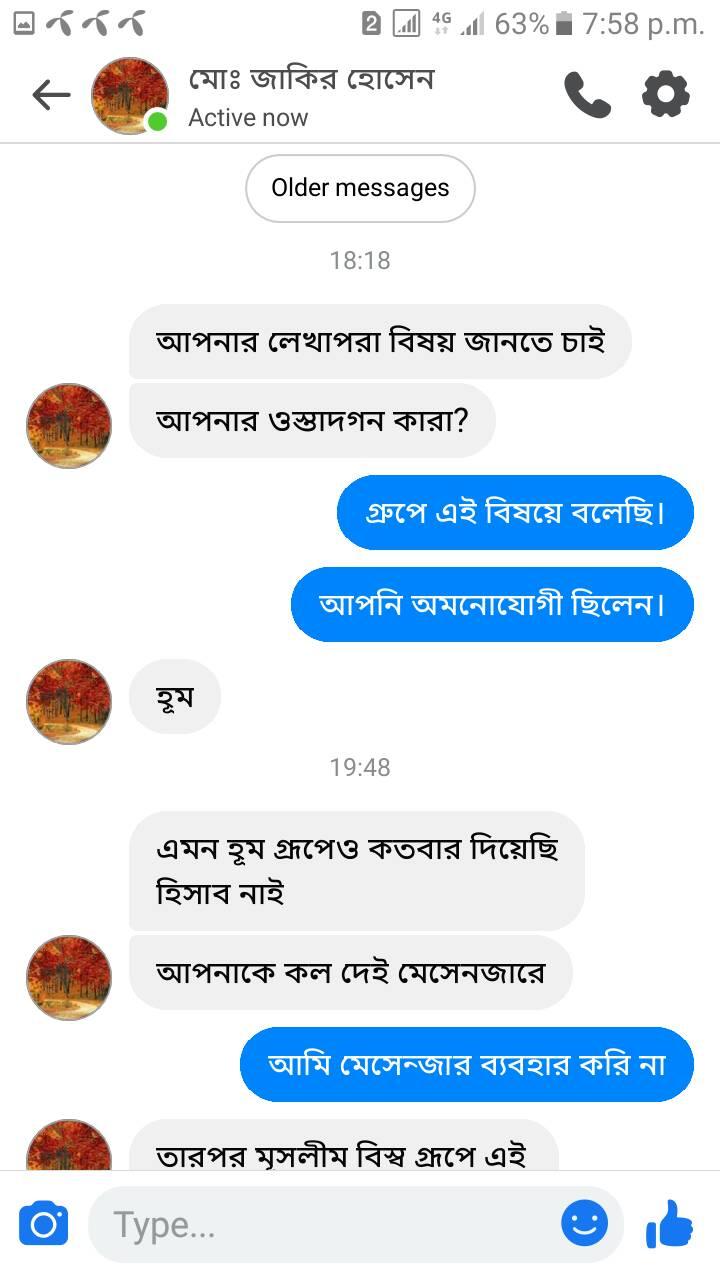 2 4G 63% 7:58 p.m.
মোঃ জাকির হোসেন
Active now
Older messages
18:18
আপনার লেখাপরা বিষয় জানতে চাই
আপনার ওস্তাদগন কারা?
গ্রুপে এই বিষয়ে বলেছি।
আপনি অমনোযোগী ছিলেন।
হূম
19:48
এমন হূম গ্রূপেও কতবার দিয়েছি
হিসাব নাই
আপনাকে কল দেই মেসেনজারে
আমি মেসেন্জার ব্যবহার করি না
তারপর মুসলীম বিস্ব গ্রূপে এই
Type...